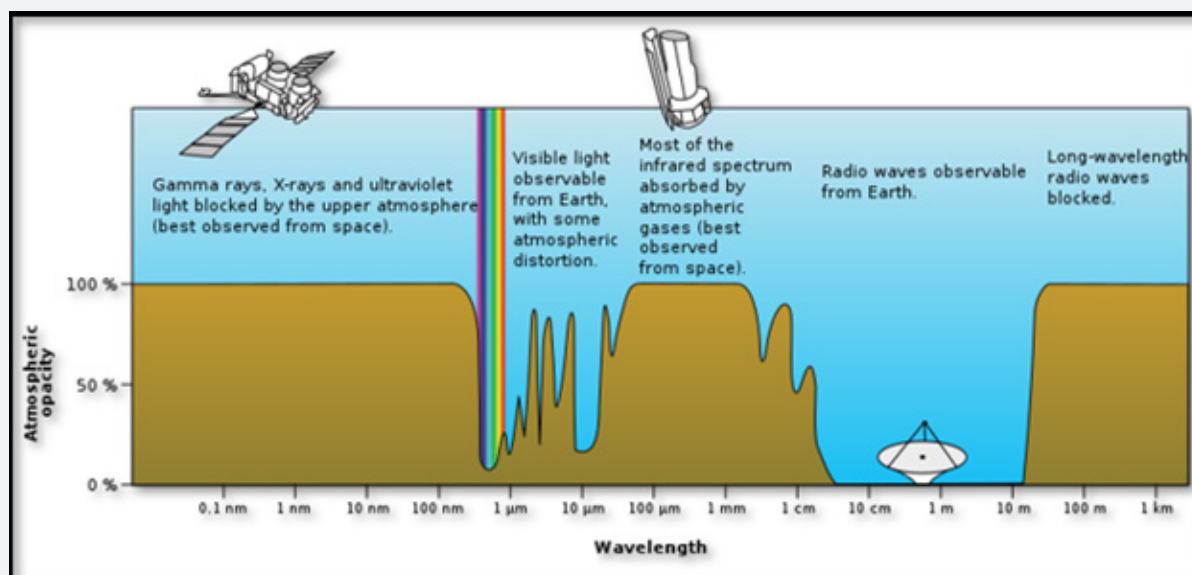 Gamma rays, X-rays and ultraviolet
light blocked by the upper atmosphere
(best observed from space).
Visible light
observable
from Earth,
with some
atmospheric
distortion.
Most of the
infrared spectrum
absorbed by
atmospheric
gases (best
observed
from space).
Radio waves observable
from Earth.
Long-wavelength
radio waves
blocked.
Atmospheric
opacity
100 %
50 %
0 %
0.1 nm
1 nm
10 nm
100 nm
1 μm
10 μm
100 μm
1 mm
1 cm
10 cm
1 m
10 m
100 m
1 km
Wavelength